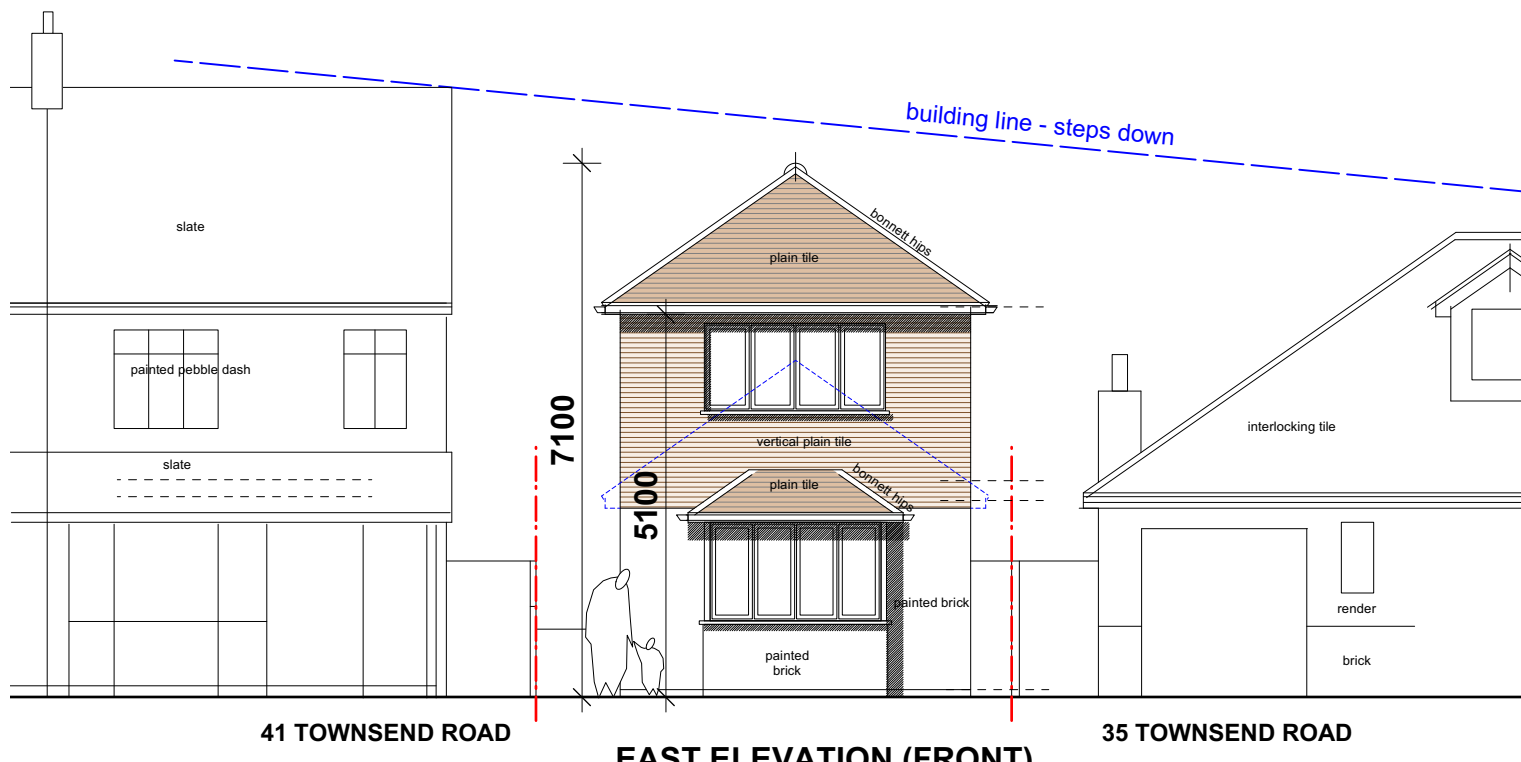 building line - steps down
bonnett hips
slate
plain tile
painted pebble dash
7100
interlocking tile
vertical plain tile
slate
bonnett hips
plain tile
5100
painted brick
render
painted
brick
brick
41 TOWNSEND ROAD
35 TOWNSEND ROAD
EAST ELEVATION (FRONT)